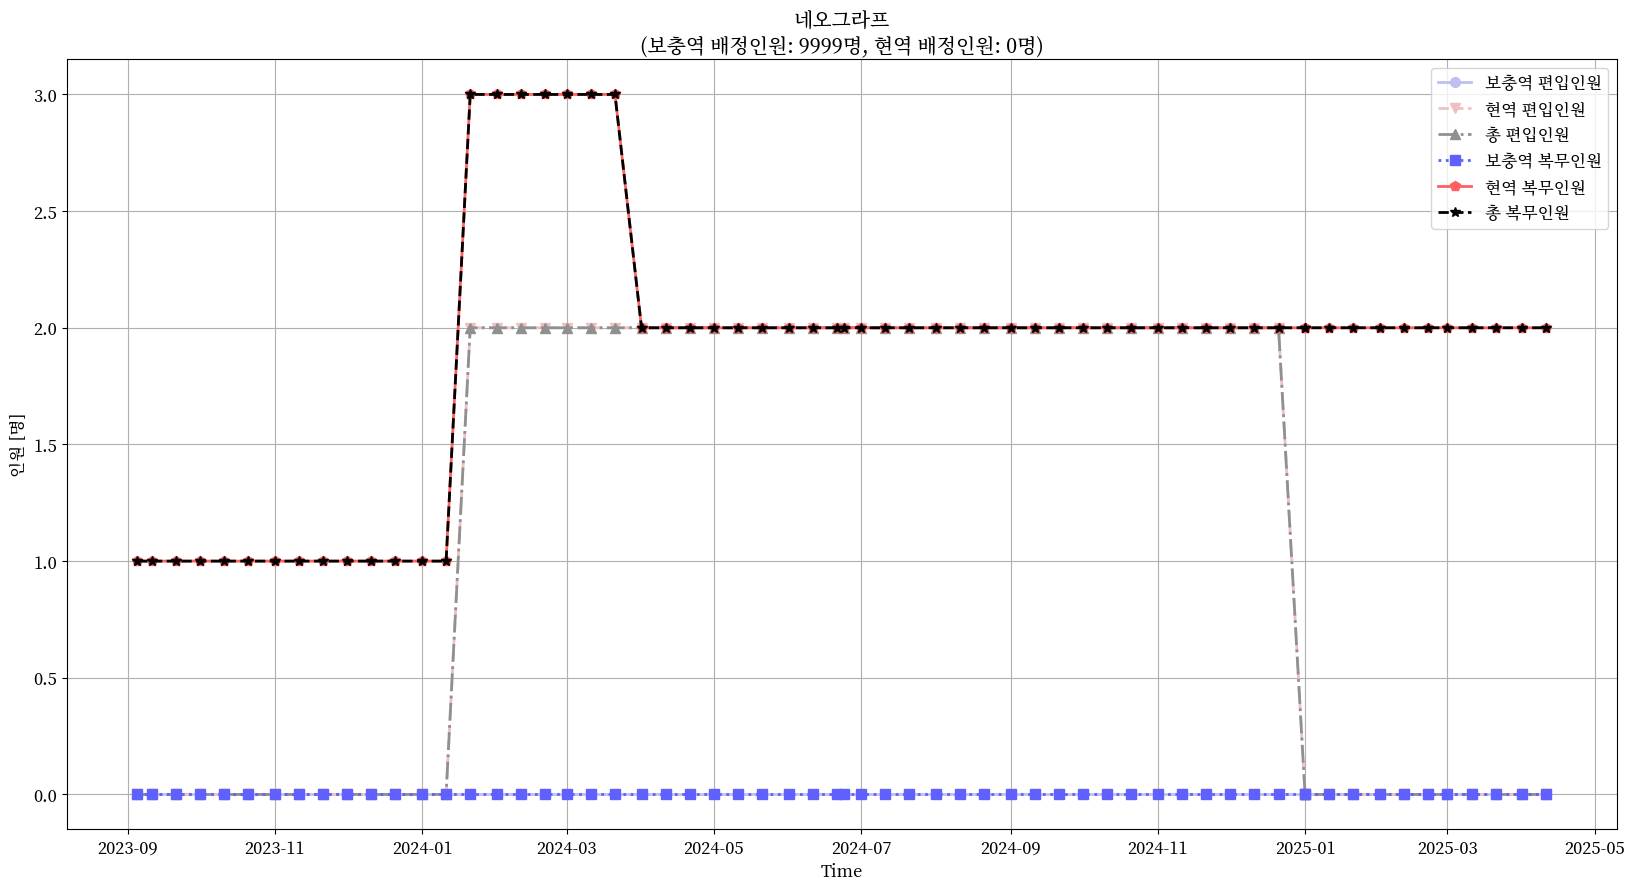 네오그라프
(보충역 배정인원: 9999명, 현역 배정인원: 0명)
보충역 편입인원
현역 편입인원
총 편입인원
보충역 복무인원
현역 복무인원
총 복무인원
인원 [명]
3.0
2.5
2.0
1.5
1.0
0.5
0.0
2023-09 2023-11 2024-01 2024-03 2024-05 2024-07 2024-09 2024-11 2025-01 2025-03 2025-05
Time